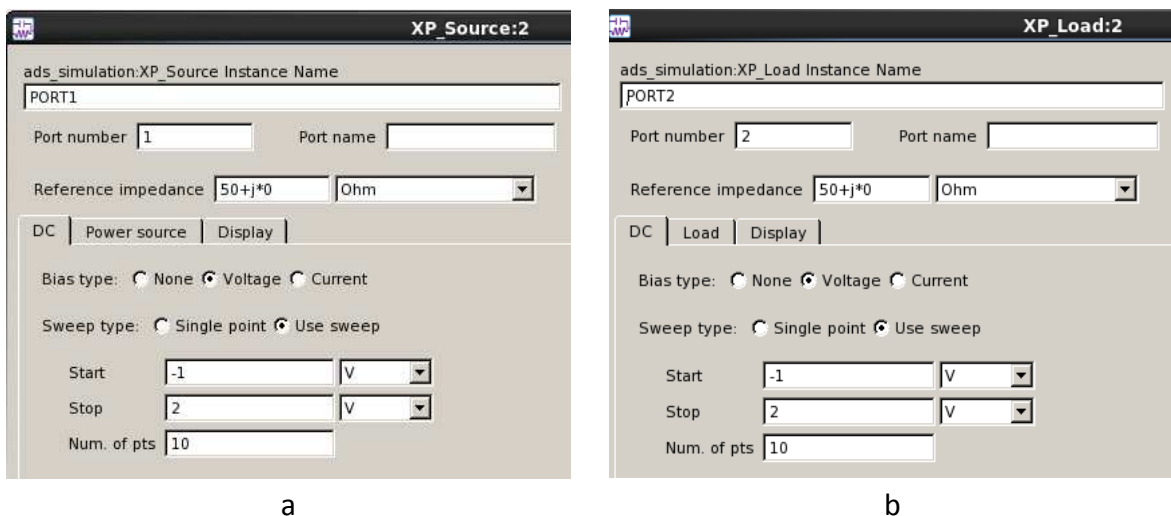 XP_Source:2
ads_simulation:XP_Source Instance Name
PORT1
Port number 1 Port name
Reference impedance 50+j*0 Ohm
DC Power source Display
Bias type: None Voltage Current
Sweep type: Single point Use sweep
Start -1 V
Stop 2 V
Num. of pts 10
a
XP_Load:2
ads_simulation:XP_Load Instance Name
PORT2
Port number 2 Port name
Reference impedance 50+j*0 Ohm
DC Load Display
Bias type: None Voltage Current
Sweep type: Single point Use sweep
Start -1 V
Stop 2 V
Num. of pts 10
b